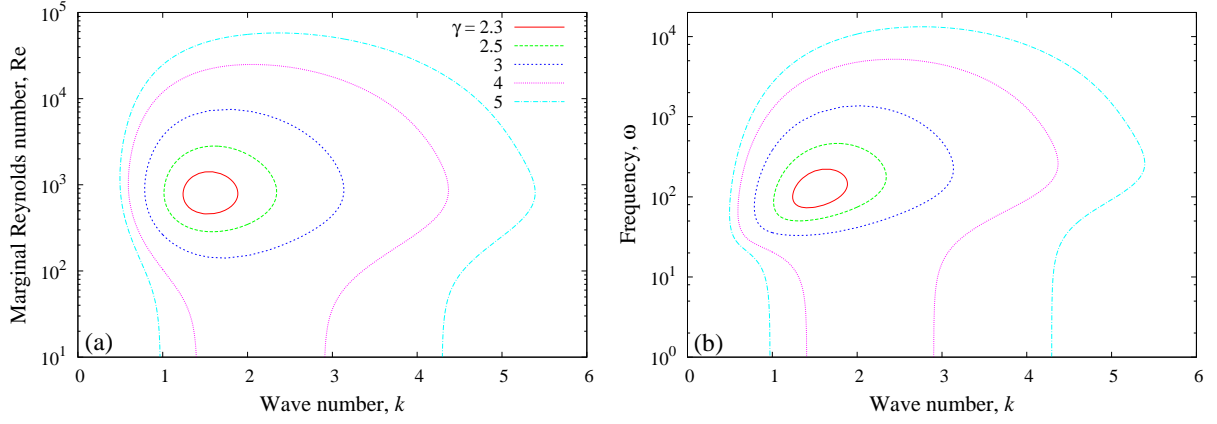 10^5
10^4
10^3
10^2
10^1
Marginal Reynolds number, Re
γ = 2.3
2.5
3
4
5
(a)
0 1 2 3 4 5 6
Wave number, k
10^4
10^3
10^2
10^1
10^0
Frequency, ω
(b)
0 1 2 3 4 5 6
Wave number, k